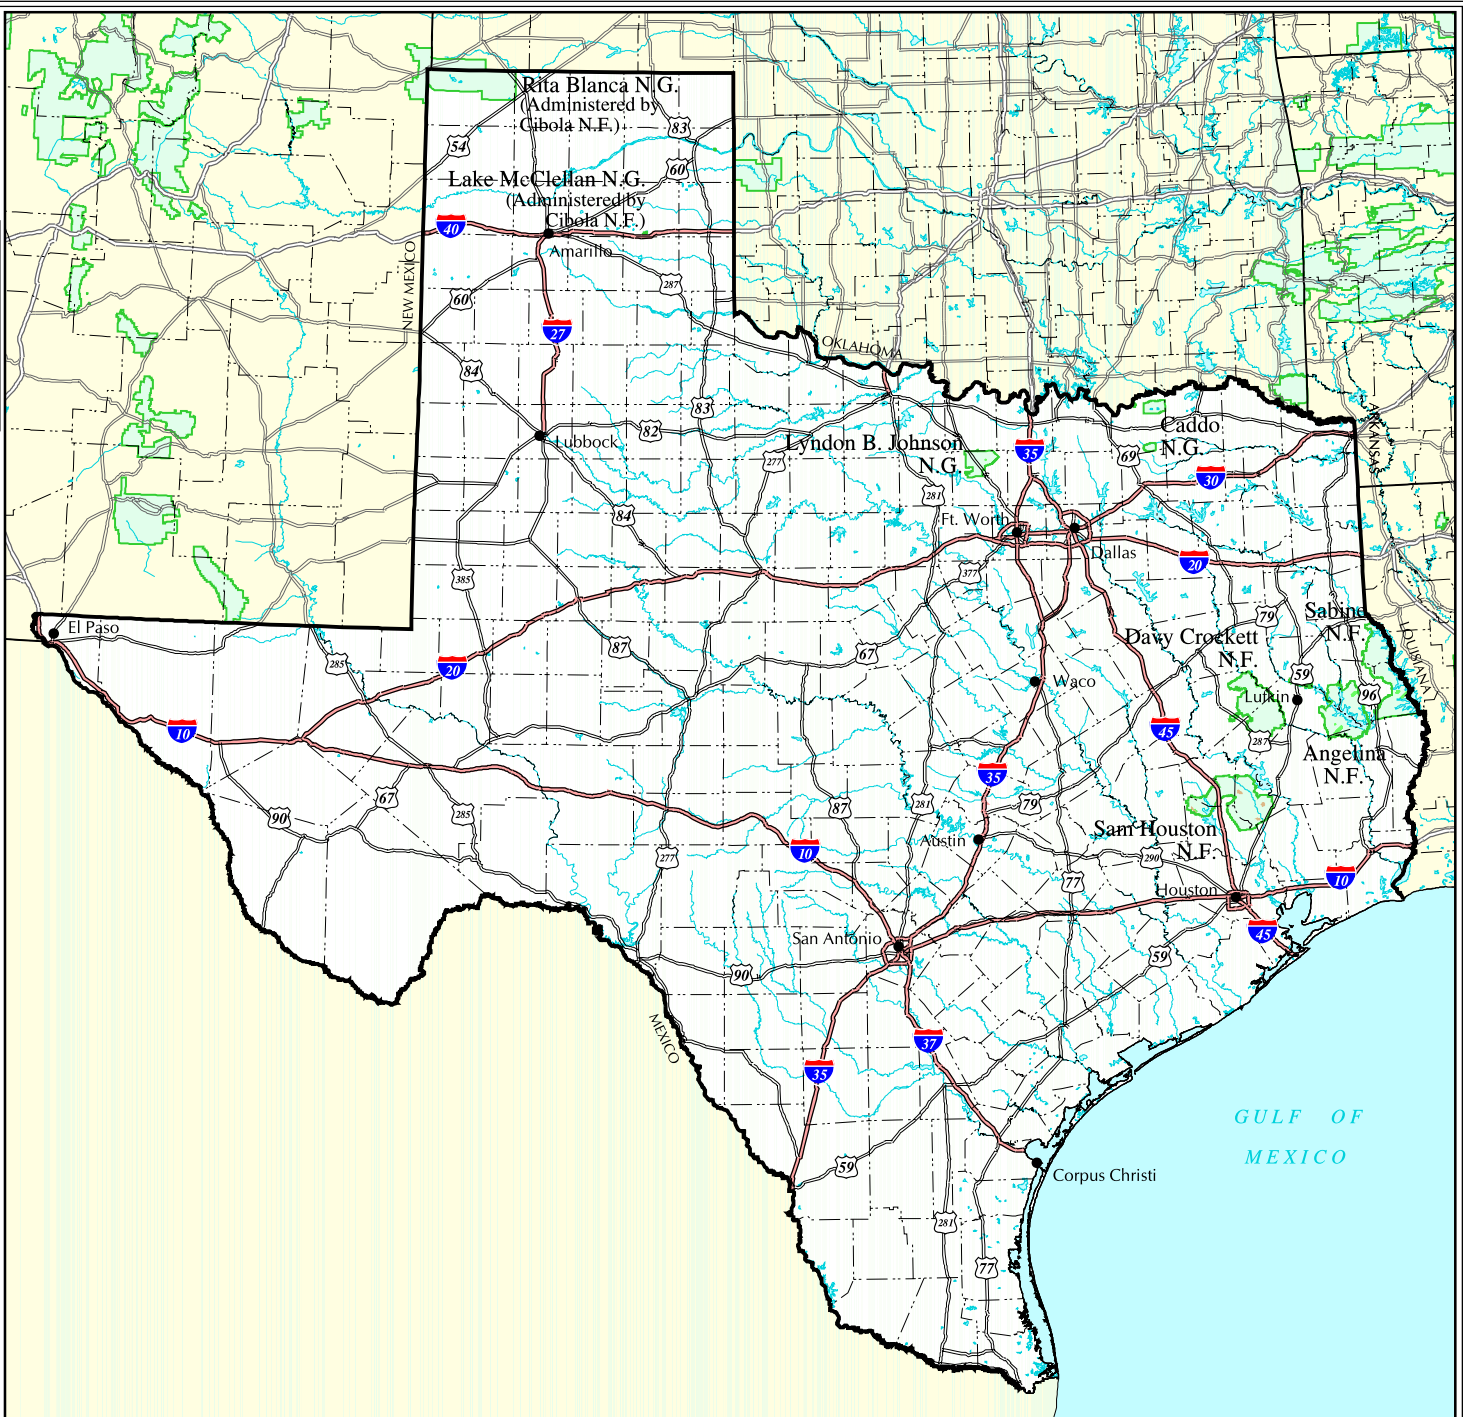 Rita Blanca N.G.
(Administered by
Cibola N.F.)
83
54
60
Lake McClellan N.G.
(Administered by
Cibola N.F.)
40
Amarillo
NEW MEXICO
287
60
27
OKLAHOMA
84
83
ARKANSAS
82
Lubbock
Caddo
N.G.
Lyndon B. Johnson
N.G.
35
69
277
30
281
84
Ft. Worth
Dallas
20
377
385
Sabine
N.F.
79
El Paso
Davy Crockett
N.F.
LOUISIANA
87
67
285
20
59
Waco
Lufkin
96
10
45
287
Angelina
N.F.
35
67
87
281
79
90
285
Sam Houston
N.F.
Austin
10
277
290
77
10
Houston
45
San Antonio
59
90
MEXICO
37
35
GULF OF
MEXICO
59
Corpus Christi
281
77